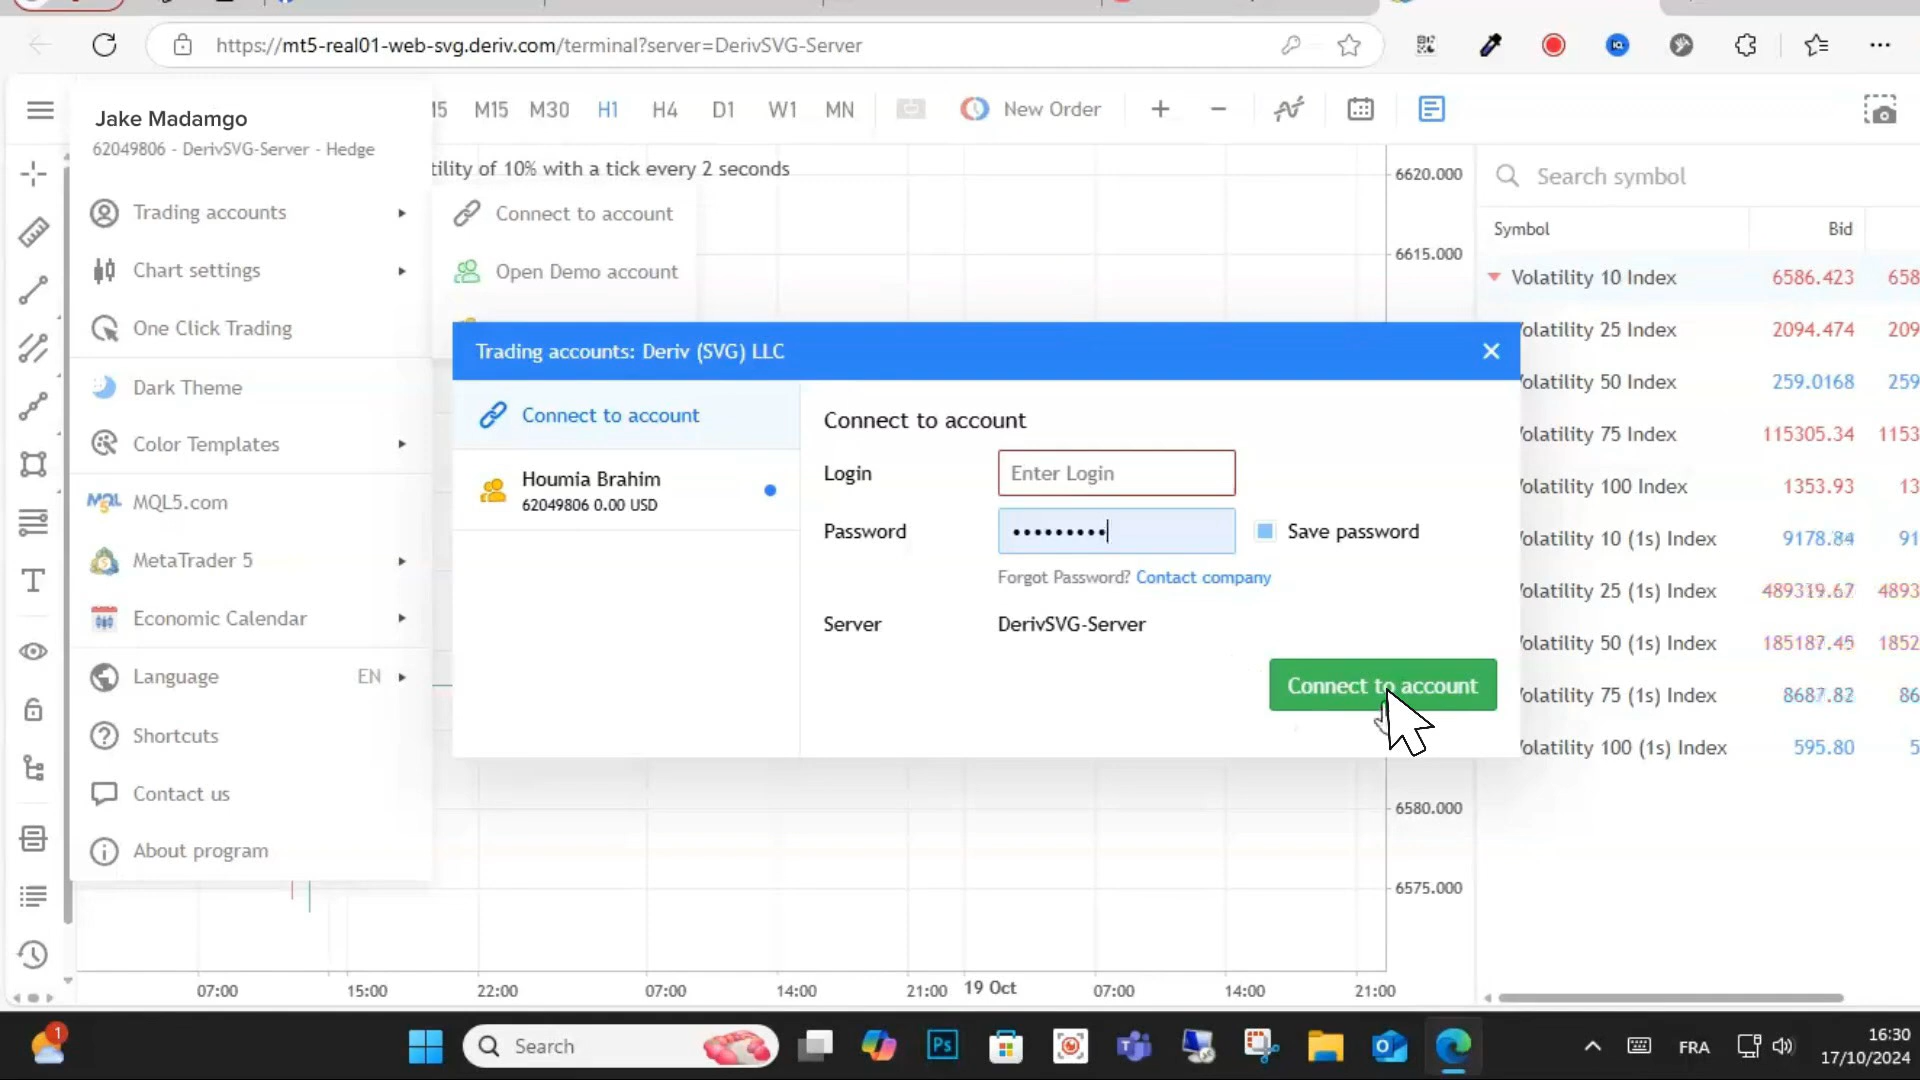 https://mt5-real01-web-svg.deriv.com/terminal?server=DerivSVG-Server
Jake Madamgo
62049806 - DerivSVG-Server - Hedge
M15 M30 H1 H4 D1 W1 MN New Order
tility of 10% with a tick every 2 seconds
Trading accounts
Chart settings
One Click Trading
Dark Theme
Color Templates
MQL5.com
MetaTrader 5
Economic Calendar
Language EN
Shortcuts
Contact us
About program
Connect to account
Open Demo account
Trading accounts: Deriv (SVG) LLC
Connect to account
Houmia Brahim
62049806 0.00 USD
Connect to account
Login Enter Login
Password Save password
Forgot Password? Contact company
Server DerivSVG-Server
Connect to account
6620.000
6615.000
6580.000
6575.000
07:00 15:00 22:00 07:00 14:00 21:00 19 Oct 07:00 14:00 21:00
Search symbol
Symbol Bid
Volatility 10 Index 6586.423 658
olatility 25 Index 2094.474 209
olatility 50 Index 259.0168 259
olatility 75 Index 115305.34 1153
olatility 100 Index 1353.93 13
olatility 10 (1s) Index 9178.84 91
olatility 25 (1s) Index 489319.67 4893
olatility 50 (1s) Index 185187.45 1852
olatility 75 (1s) Index 8687.82 86
olatility 100 (1s) Index 595.80 5
1
Search
Ps
FRA
16:30
17/10/2024